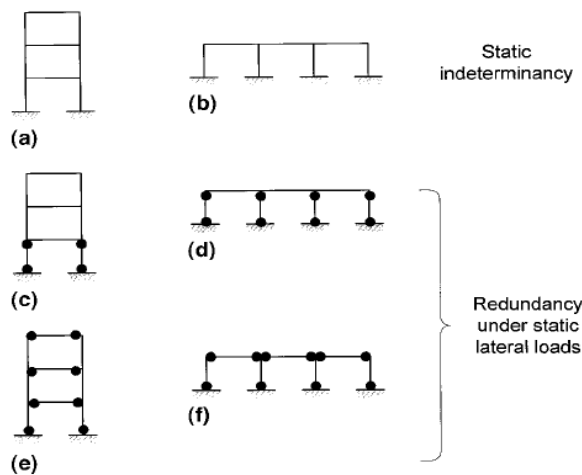 Static
indeterminancy
(a)
(b)
(c)
(d)
Redundancy
under static
lateral loads
(e)
(f)